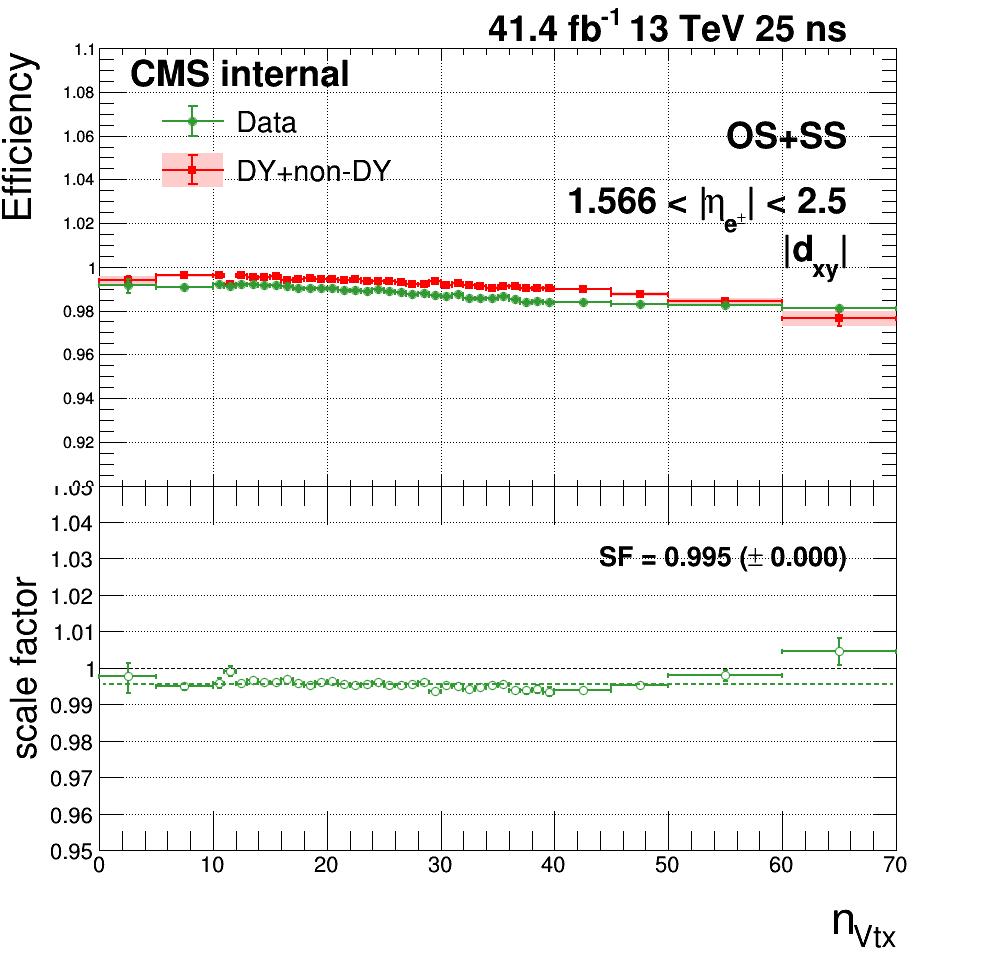 41.4 fb⁻¹ 13 TeV 25 ns
Efficiency
1.1
1.08
1.06
1.04
1.02
1
0.98
0.96
0.94
0.92
CMS internal
Data
DY+non-DY
OS+SS
1.566 < |η_e±| < 2.5
|d_xy|
scale factor
1.04
1.03
1.02
1.01
1
0.99
0.98
0.97
0.96
0.95
SF = 0.995 (± 0.000)
0 10 20 30 40 50 60 70
n_Vtx